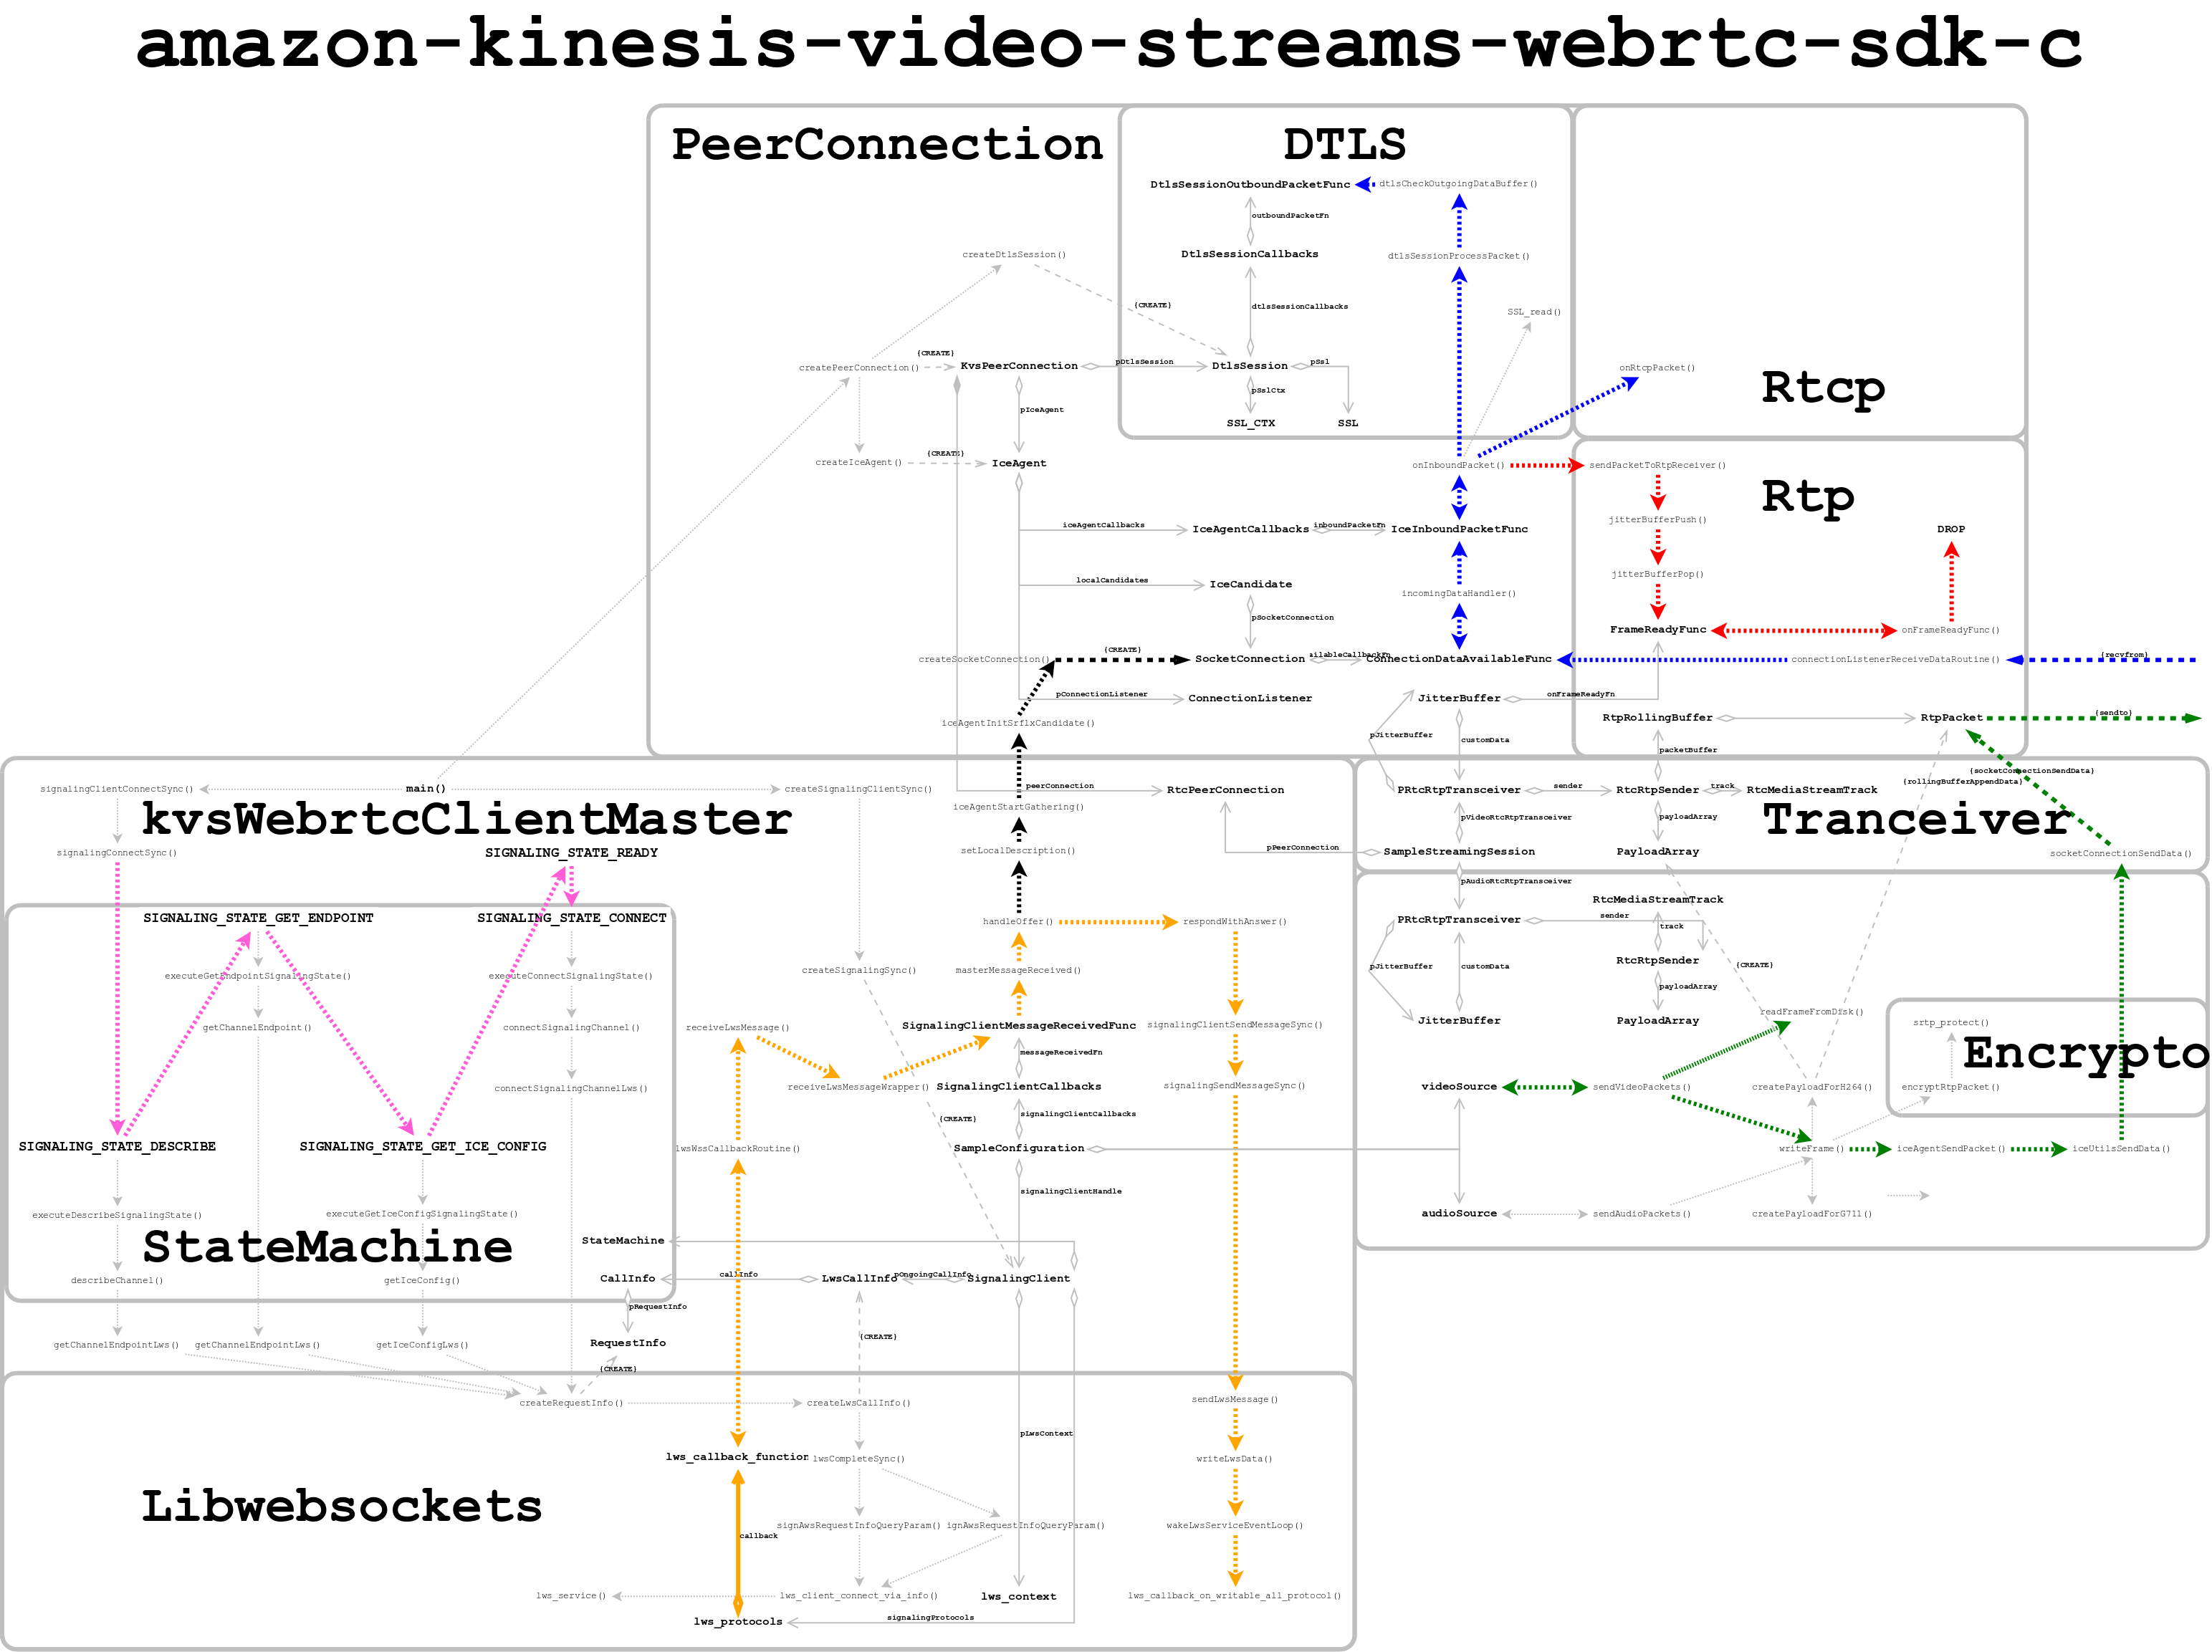 amazon-kinesis-video-streams-webrtc-sdk-c
PeerConnection
DTLS
DtlsSessionOutboundPacketFunc
dtlsCheckOutgoingDataBuffer()
outboundPacketFn
createDtlsSession()
DtlsSessionCallbacks
dtlsSessionProcessPacket()
(CREATE)
dtlsSessionCallbacks
SSL_read()
(CREATE)
createPeerConnection()
KvsPeerConnection
pDtlsSession
DtlsSession
pSsl
onRtcpPacket()
Rtcp
pSslCtx
pIceAgent
SSL_CTX
SSL
createIceAgent()
(CREATE)
IceAgent
onInboundPacket()
sendPacketToRtpReceiver()
Rtp
jitterBufferPush()
iceAgentCallbacks
IceAgentCallbacks
inboundPacketFn
IceInboundPacketFunc
DROP
jitterBufferPop()
localCandidates
IceCandidate
incomingDataHandler()
pSocketConnection
FrameReadyFunc
onFrameReadyFunc()
createSocketConnection()
(CREATE)
SocketConnection
ailableCallbackFn
ConnectionDataAvailableFunc
connectionListenerReceiveDataRoutine()
(recvfrom)
pConnectionListener
ConnectionListener
JitterBuffer
onFrameReadyFn
iceAgentInitSrflxCandidate()
RtpRollingBuffer
RtpPacket
(sendto)
pJitterBuffer
customData
packetBuffer
(socketConnectionSendData)
(rollingBufferAppendData)
signalingClientConnectSync()
main()
createSignalingClientSync()
peerConnection
RtcPeerConnection
PRtcRtpTransceiver
sender
RtcRtpSender
track
RtcMediaStreamTrack
iceAgentStartGathering()
kvsWebrtcClientMaster
pVideoRtcRtpTransceiver
payloadArray
Tranceiver
signalingConnectSync()
SIGNALING_STATE_READY
setLocalDescription()
pPeerConnection
SampleStreamingSession
PayloadArray
socketConnectionSendData()
pAudioRtcRtpTransceiver
RtcMediaStreamTrack
SIGNALING_STATE_GET_ENDPOINT
SIGNALING_STATE_CONNECT
handleOffer()
respondWithAnswer()
PRtcRtpTransceiver
sender
track
executeGetEndpointSignalingState()
executeConnectSignalingState()
createSignalingSync()
masterMessageReceived()
pJitterBuffer
customData
RtcRtpSender
(CREATE)
payloadArray
readFrameFromDisk()
getChannelEndpoint()
connectSignalingChannel()
receiveLwsMessage()
SignalingClientMessageReceivedFunc
signalingClientSendMessageSync()
JitterBuffer
PayloadArray
srtp_protect()
Encrypto
messageReceivedFn
connectSignalingChannelLws()
receiveLwsMessageWrapper()
SignalingClientCallbacks
signalingSendMessageSync()
videoSource
sendVideoPackets()
createPayloadForH264()
encryptRtpPacket()
(CREATE)
signalingClientCallbacks
SIGNALING_STATE_DESCRIBE
SIGNALING_STATE_GET_ICE_CONFIG
lwsWssCallbackRoutine()
SampleConfiguration
writeFrame()
iceAgentSendPacket()
iceUtilsSendData()
signalingClientHandle
executeDescribeSignalingState()
executeGetIceConfigSignalingState()
audioSource
sendAudioPackets()
createPayloadForG711()
StateMachine
StateMachine
describeChannel()
getIceConfig()
CallInfo
callInfo
LwsCallInfo
pOngoingCallInfo
SignalingClient
pRequestInfo
getChannelEndpointLws()
getChannelEndpointLws()
getIceConfigLws()
RequestInfo
(CREATE)
(CREATE)
createRequestInfo()
createLwsCallInfo()
sendLwsMessage()
pLwsContext
lws_callback_function
lwsCompleteSync()
writeLwsData()
Libwebsockets
callback
signAwsRequestInfoQueryParam()
ignAwsRequestInfoQueryParam()
wakeLwsServiceEventLoop()
lws_service()
lws_client_connect_via_info()
lws_context
lws_callback_on_writable_all_protocol()
lws_protocols
signalingProtocols